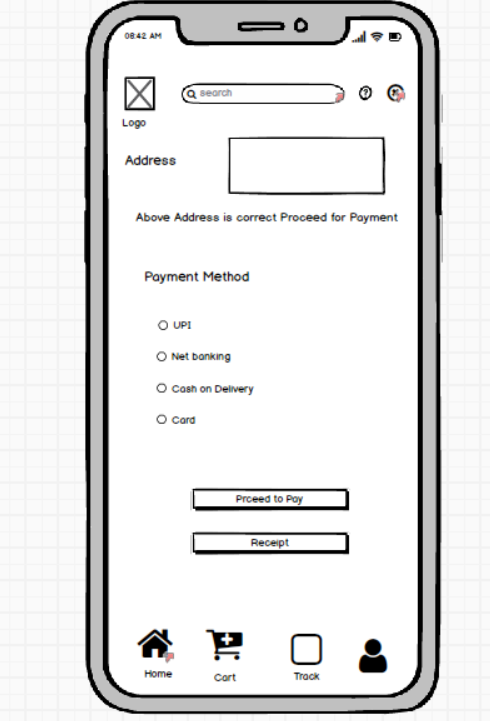 08:42 AM
search
?
Logo
Address
Above Address is correct Proceed for Payment
Payment Method
UPI
Net banking
Cash on Delivery
Card
Prceed to Pay
Receipt
Home
Cart
Track